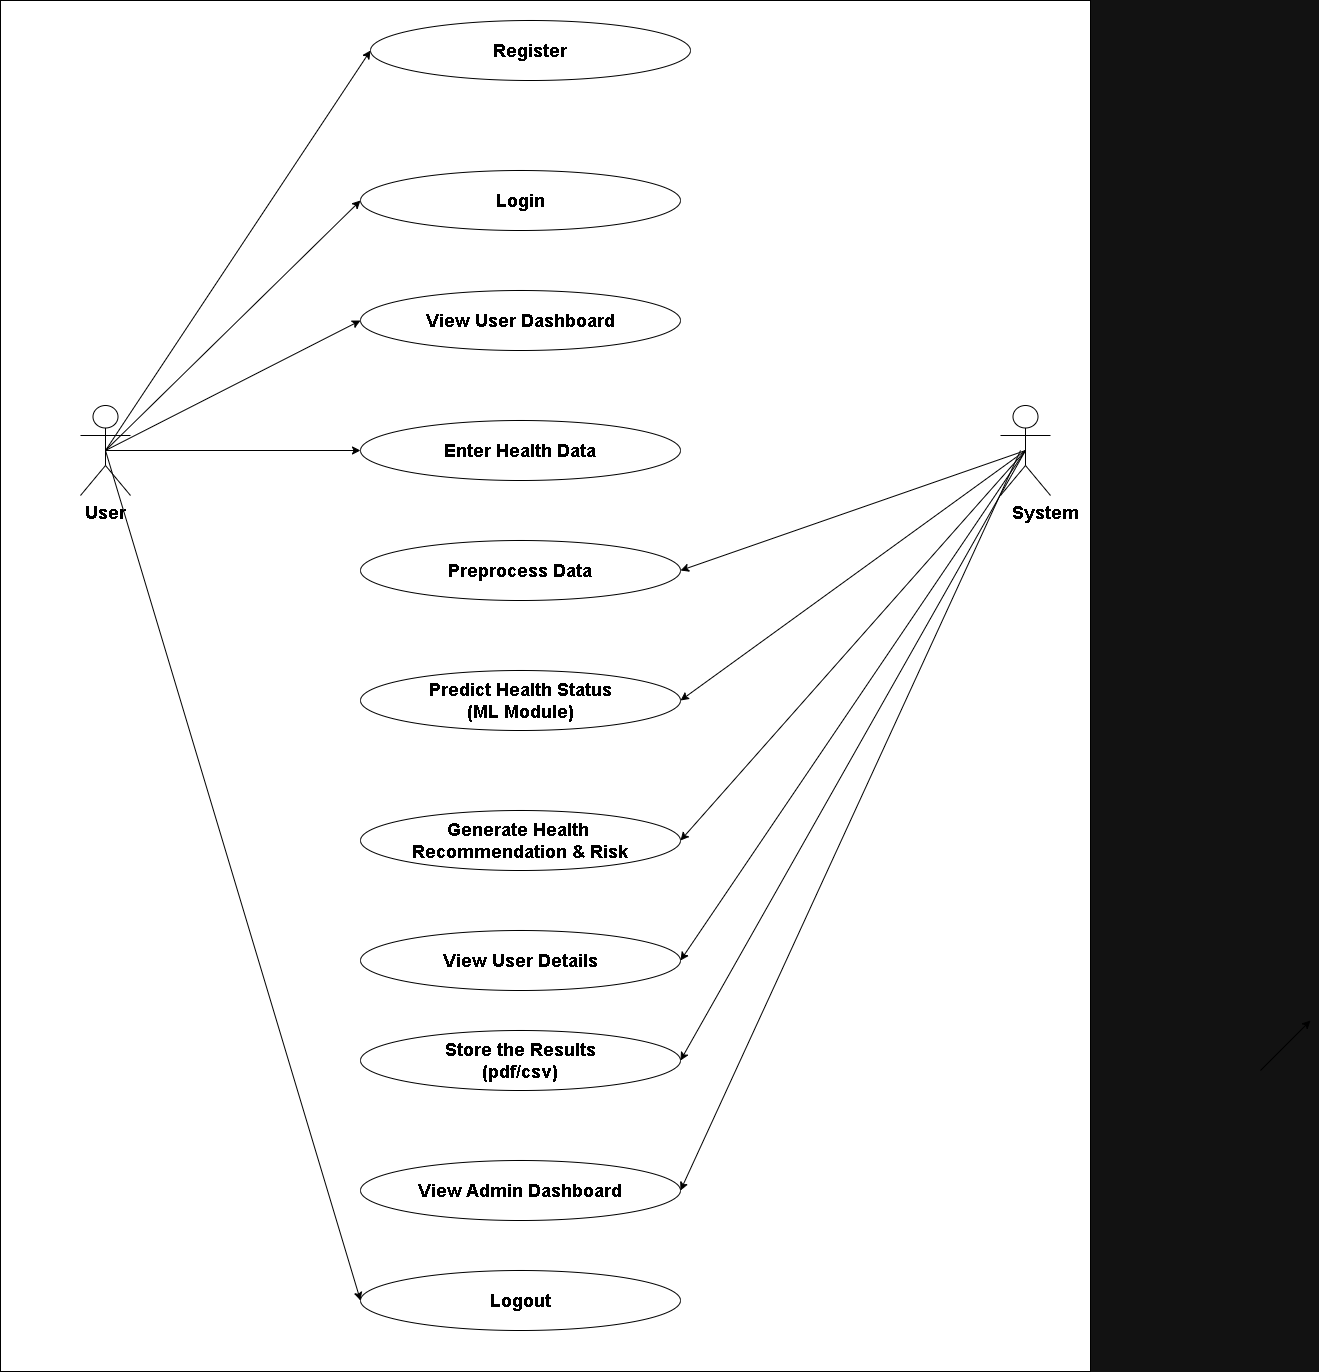 Register
Login
View User Dashboard
Enter Health Data
User
System
Preprocess Data
Predict Health Status
(ML Module)
Generate Health
Recommendation & Risk
View User Details
Store the Results
(pdf/csv)
View Admin Dashboard
Logout